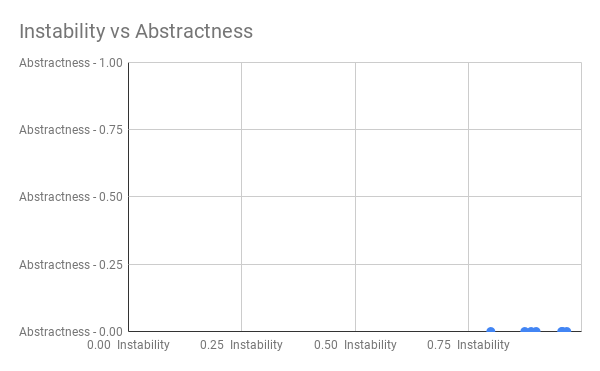 Instability vs Abstractness
Abstractness - 1.00
Abstractness - 0.75
Abstractness - 0.50
Abstractness - 0.25
Abstractness - 0.00
0.00 Instability 0.25 Instability 0.50 Instability 0.75 Instability